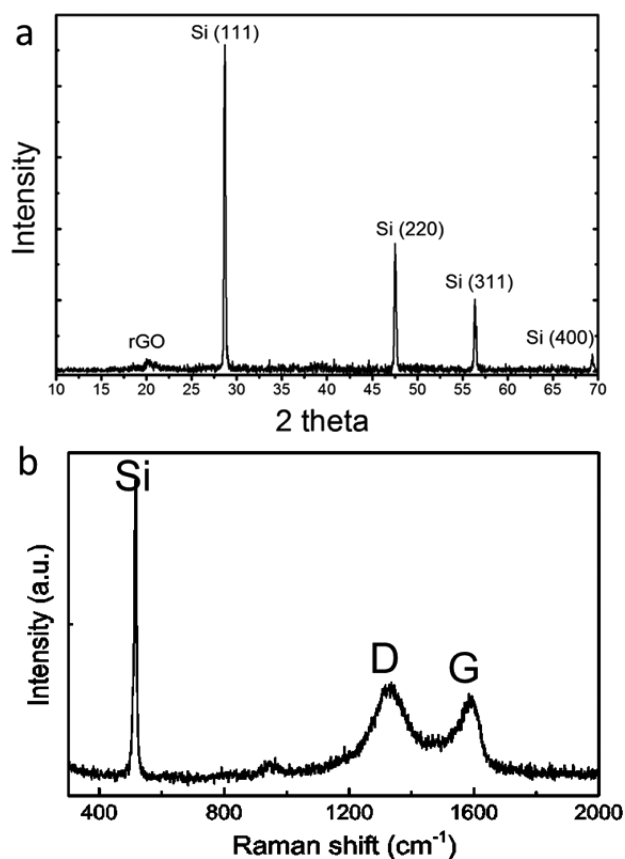 a
Si (111)
Si (220)
Si (311)
Si (400)
rGO
Intensity
10 15 20 25 30 35 40 45 50 55 60 65 70
2 theta
b
Si
D
G
Intensity (a.u.)
400 800 1200 1600 2000
Raman shift (cm⁻¹)